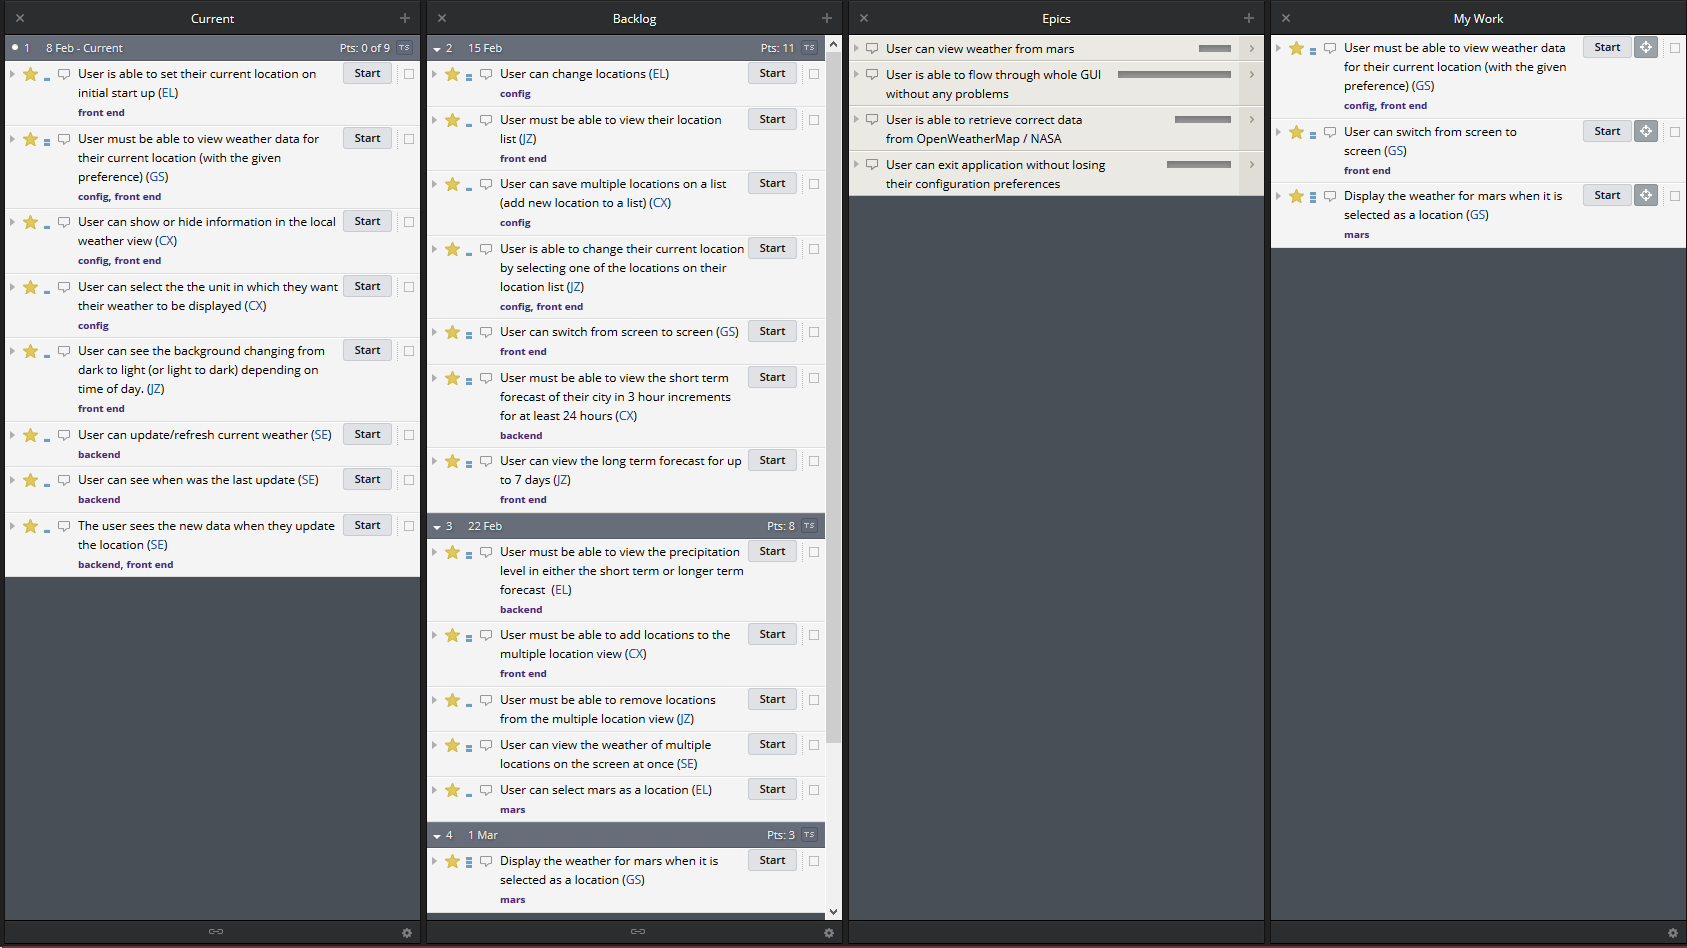 Current
1 8 Feb - Current Pts: 0 of 9 TS
User is able to set their current location on Start
initial start up (EL)
front end
User must be able to view weather data for Start
their current location (with the given
preference) (GS)
config, front end
User can show or hide information in the local Start
weather view (CX)
config, front end
User can select the the unit in which they want Start
their weather to be displayed (CX)
config
User can see the background changing from Start
dark to light (or light to dark) depending on
time of day. (JZ)
front end
User can update/refresh current weather (SE) Start
backend
User can see when was the last update (SE) Start
backend
The user sees the new data when they update Start
the location (SE)
backend, front end
Backlog
2 15 Feb Pts: 11 TS
User can change locations (EL) Start
config
User must be able to view their location Start
list (JZ)
front end
User can save multiple locations on a list Start
(add new location to a list) (CX)
config
User is able to change their current location Start
by selecting one of the locations on their
location list (JZ)
config, front end
User can switch from screen to screen (GS) Start
front end
User must be able to view the short term Start
forecast of their city in 3 hour increments
for at least 24 hours (CX)
backend
User can view the long term forecast for up Start
to 7 days (JZ)
front end
3 22 Feb Pts: 8 TS
User must be able to view the precipitation Start
level in either the short term or longer term
forecast (EL)
backend
User must be able to add locations to the Start
multiple location view (CX)
front end
User must be able to remove locations Start
from the multiple location view (JZ)
User can view the weather of multiple Start
locations on the screen at once (SE)
User can select mars as a location (EL) Start
mars
4 1 Mar Pts: 3 TS
Display the weather for mars when it is Start
selected as a location (GS)
mars
Epics
User can view weather from mars
User is able to flow through whole GUI
without any problems
User is able to retrieve correct data
from OpenWeatherMap / NASA
User can exit application without losing
their configuration preferences
My Work
User must be able to view weather data Start
for their current location (with the given
preference) (GS)
config, front end
User can switch from screen to Start
screen (GS)
front end
Display the weather for mars when it is Start
selected as a location (GS)
mars